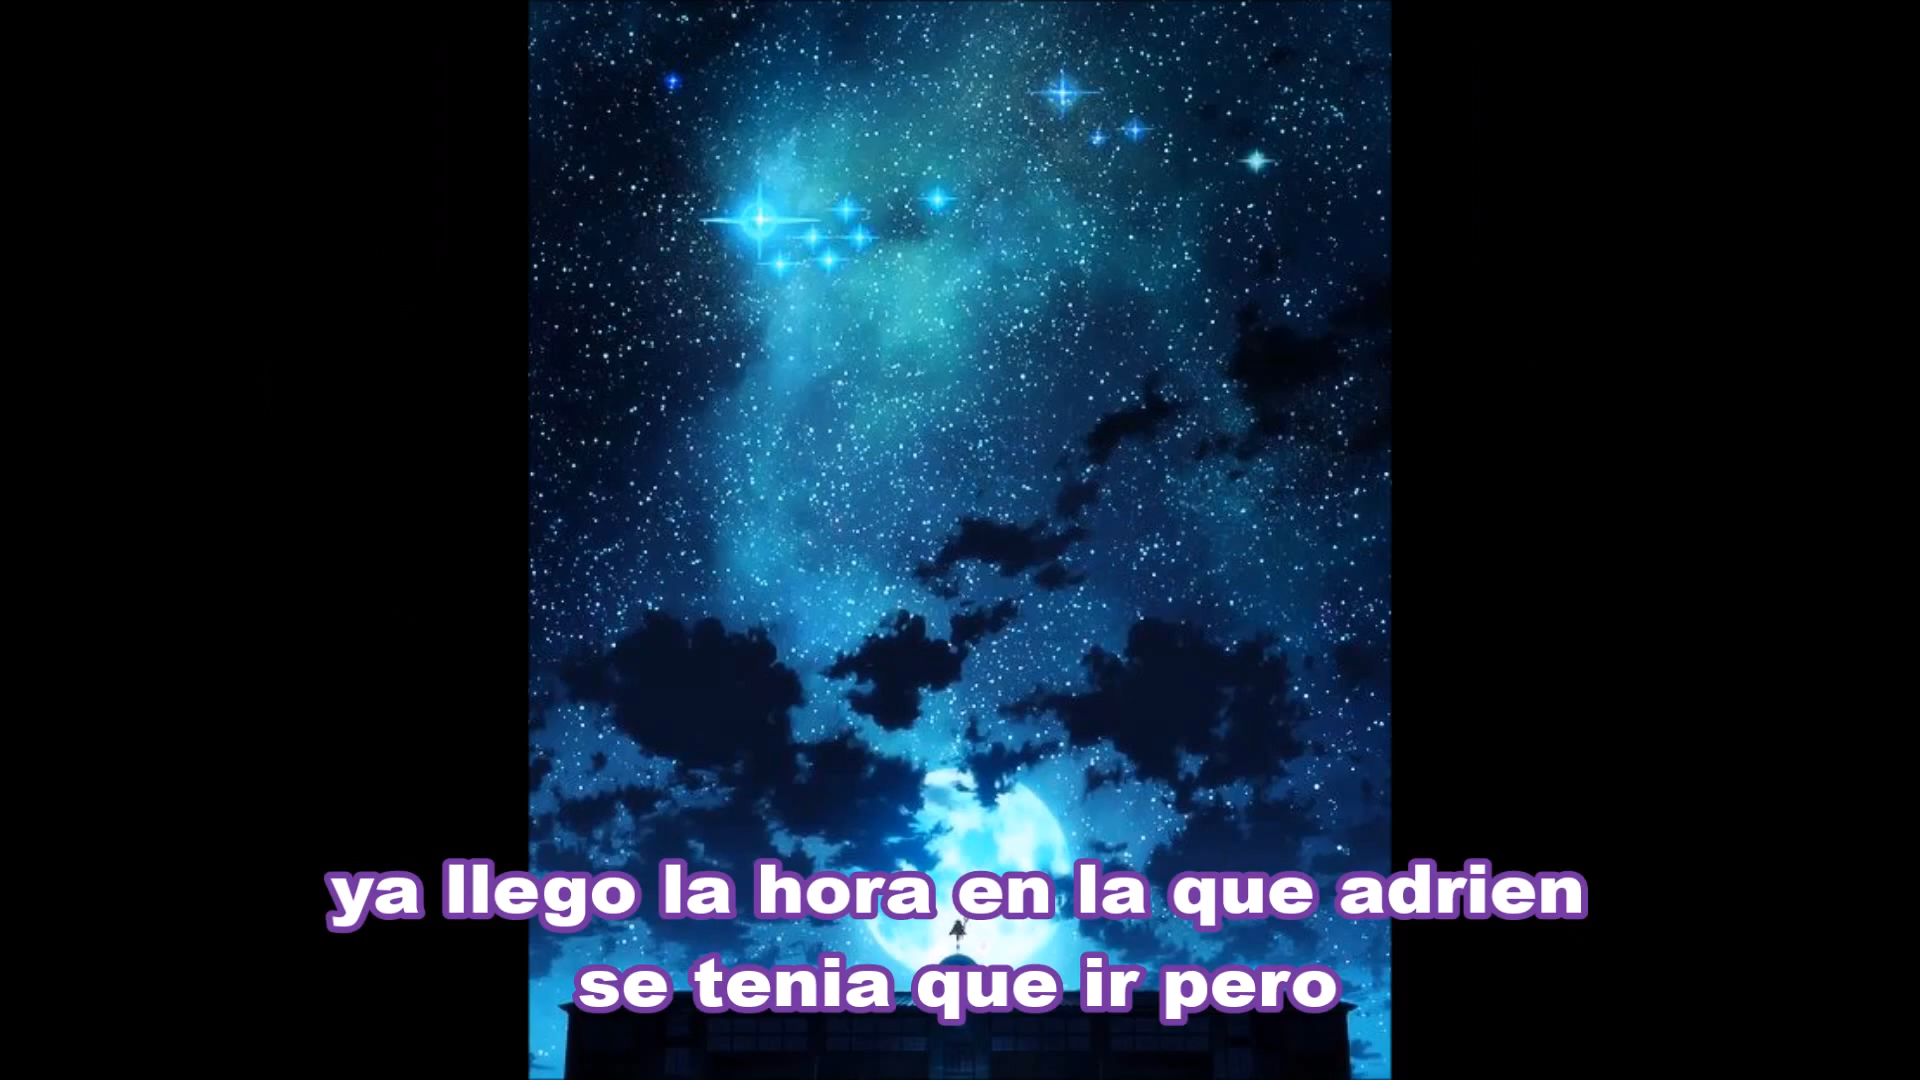 ya llego la hora en la que adrien
se tenia que ir pero